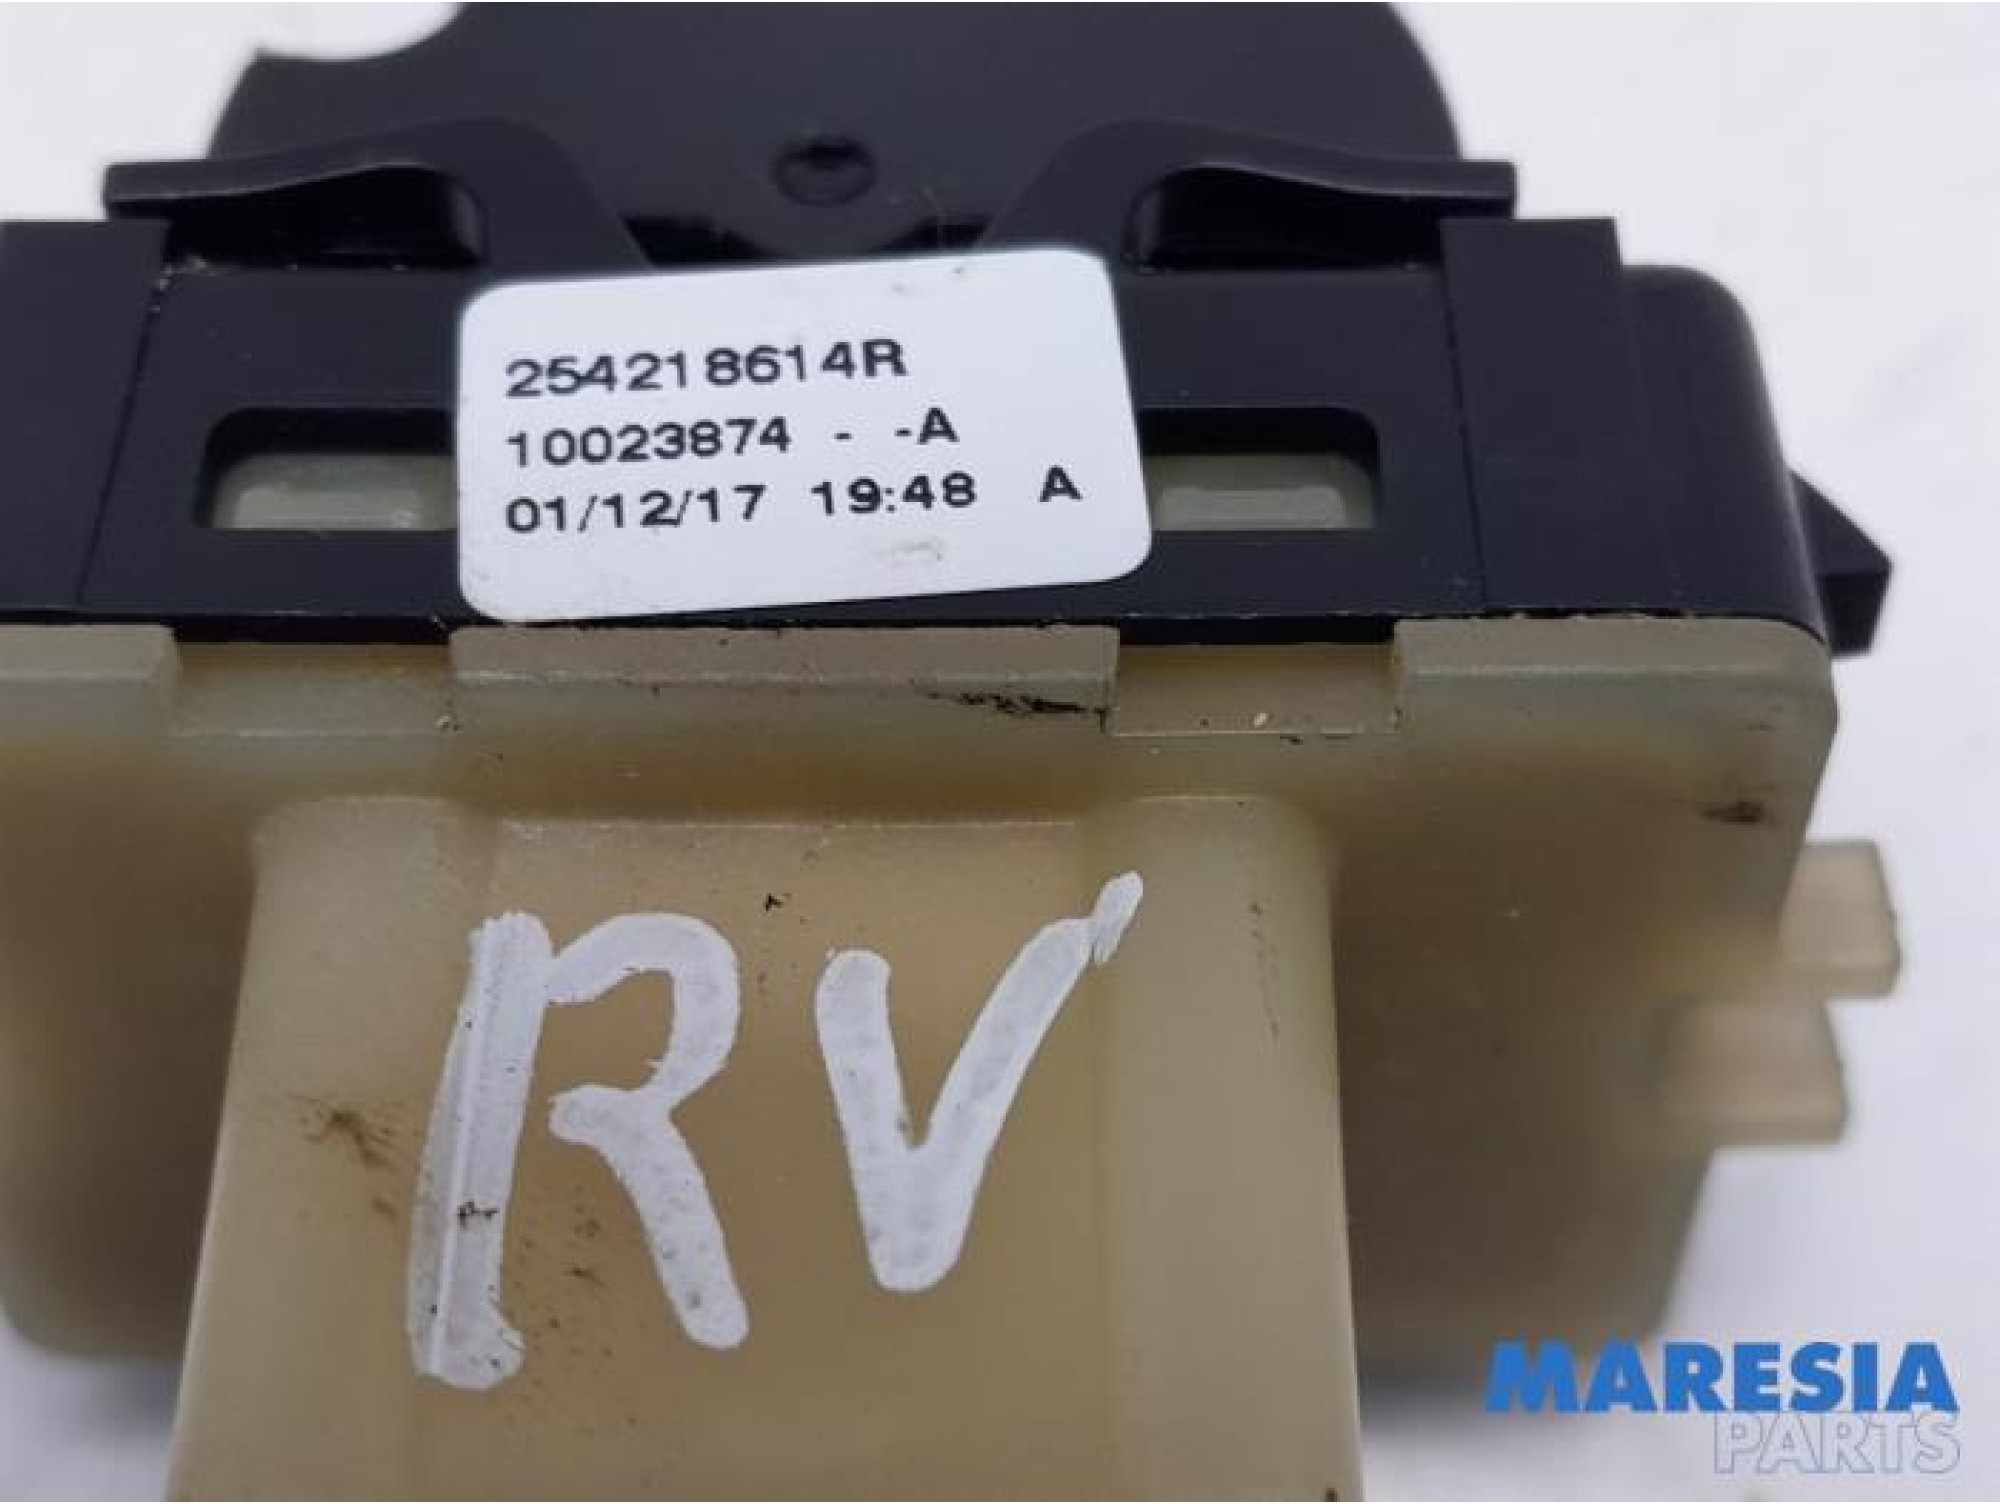 254218614R
10023874 - -A
01/12/17 19:48 A
RV
MARESIA
PARTS